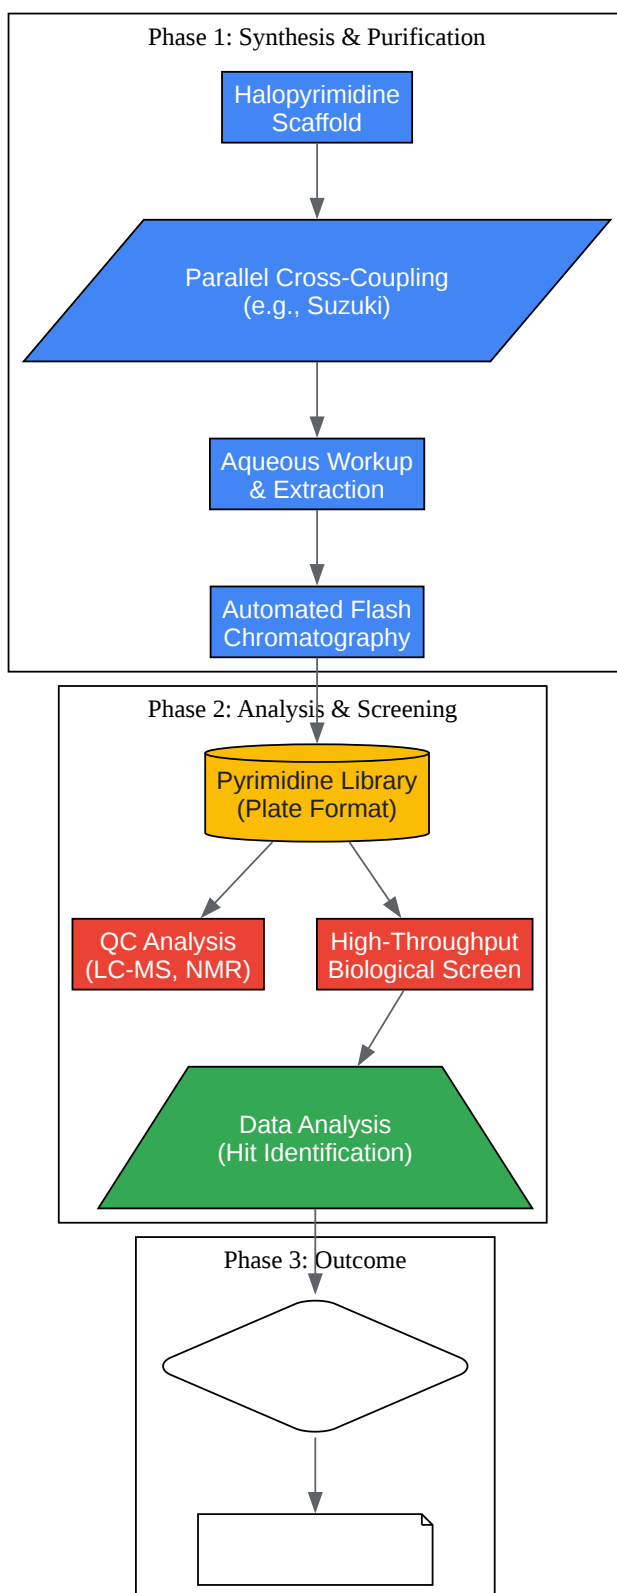 Phase 1: Synthesis & Purification
Halopyrimidine
Scaffold
Parallel Cross-Coupling
(e.g., Suzuki)
Aqueous Workup
& Extraction
Automated Flash
Chromatography
Phase 2: Analysis & Screening
Pyrimidine Library
(Plate Format)
QC Analysis
(LC-MS, NMR)
High-Throughput
Biological Screen
Data Analysis
(Hit Identification)
Phase 3: Outcome